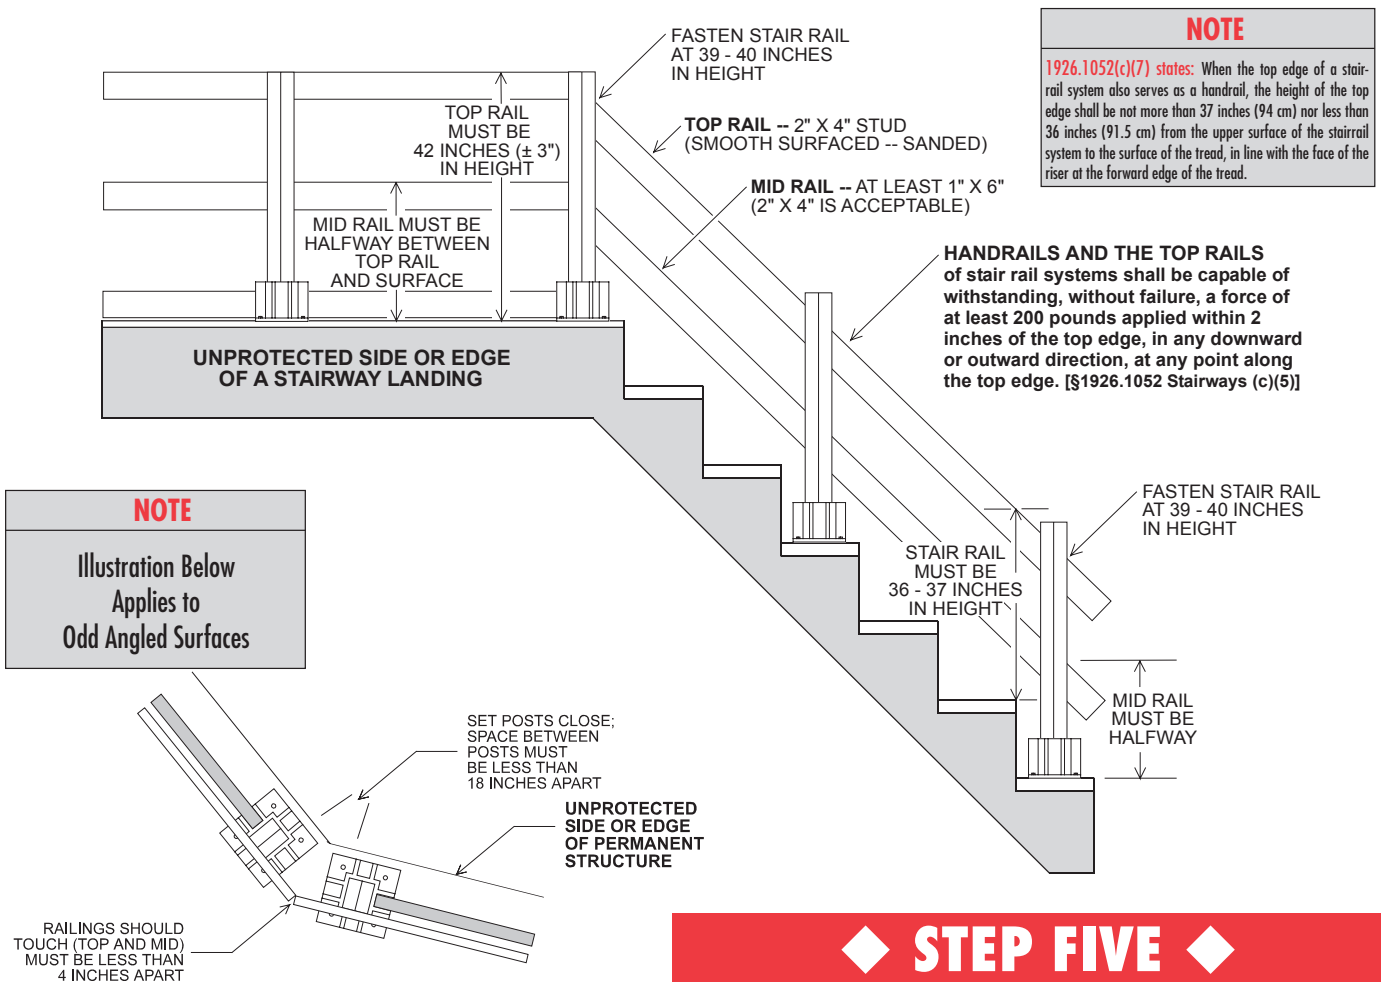 FASTEN STAIR RAIL
AT 39 - 40 INCHES
IN HEIGHT
NOTE
1926.1052(c)(7) states: When the top edge of a stair-
rail system also serves as a handrail, the height of the top
edge shall be not more than 37 inches (94 cm) nor less than
36 inches (91.5 cm) from the upper surface of the stairrail
system to the surface of the tread, in line with the face of the
riser at the forward edge of the tread.
TOP RAIL
MUST BE
42 INCHES (± 3")
IN HEIGHT
TOP RAIL -- 2" X 4" STUD
(SMOOTH SURFACED -- SANDED)
MID RAIL -- AT LEAST 1" X 6"
(2" X 4" IS ACCEPTABLE)
MID RAIL MUST BE
HALFWAY BETWEEN
TOP RAIL
AND SURFACE
HANDRAILS AND THE TOP RAILS
of stair rail systems shall be capable of
withstanding, without failure, a force of
at least 200 pounds applied within 2
inches of the top edge, in any downward
or outward direction, at any point along
the top edge. [§1926.1052 Stairways (c)(5)]
UNPROTECTED SIDE OR EDGE
OF A STAIRWAY LANDING
FASTEN STAIR RAIL
AT 39 - 40 INCHES
IN HEIGHT
NOTE
Illustration Below
Applies to
Odd Angled Surfaces
STAIR RAIL
MUST BE
36 - 37 INCHES
IN HEIGHT
MID RAIL
MUST BE
HALFWAY
SET POSTS CLOSE;
SPACE BETWEEN
POSTS MUST
BE LESS THAN
18 INCHES APART
UNPROTECTED
SIDE OR EDGE
OF PERMANENT
STRUCTURE
RAILINGS SHOULD
TOUCH (TOP AND MID)
MUST BE LESS THAN
4 INCHES APART
STEP FIVE